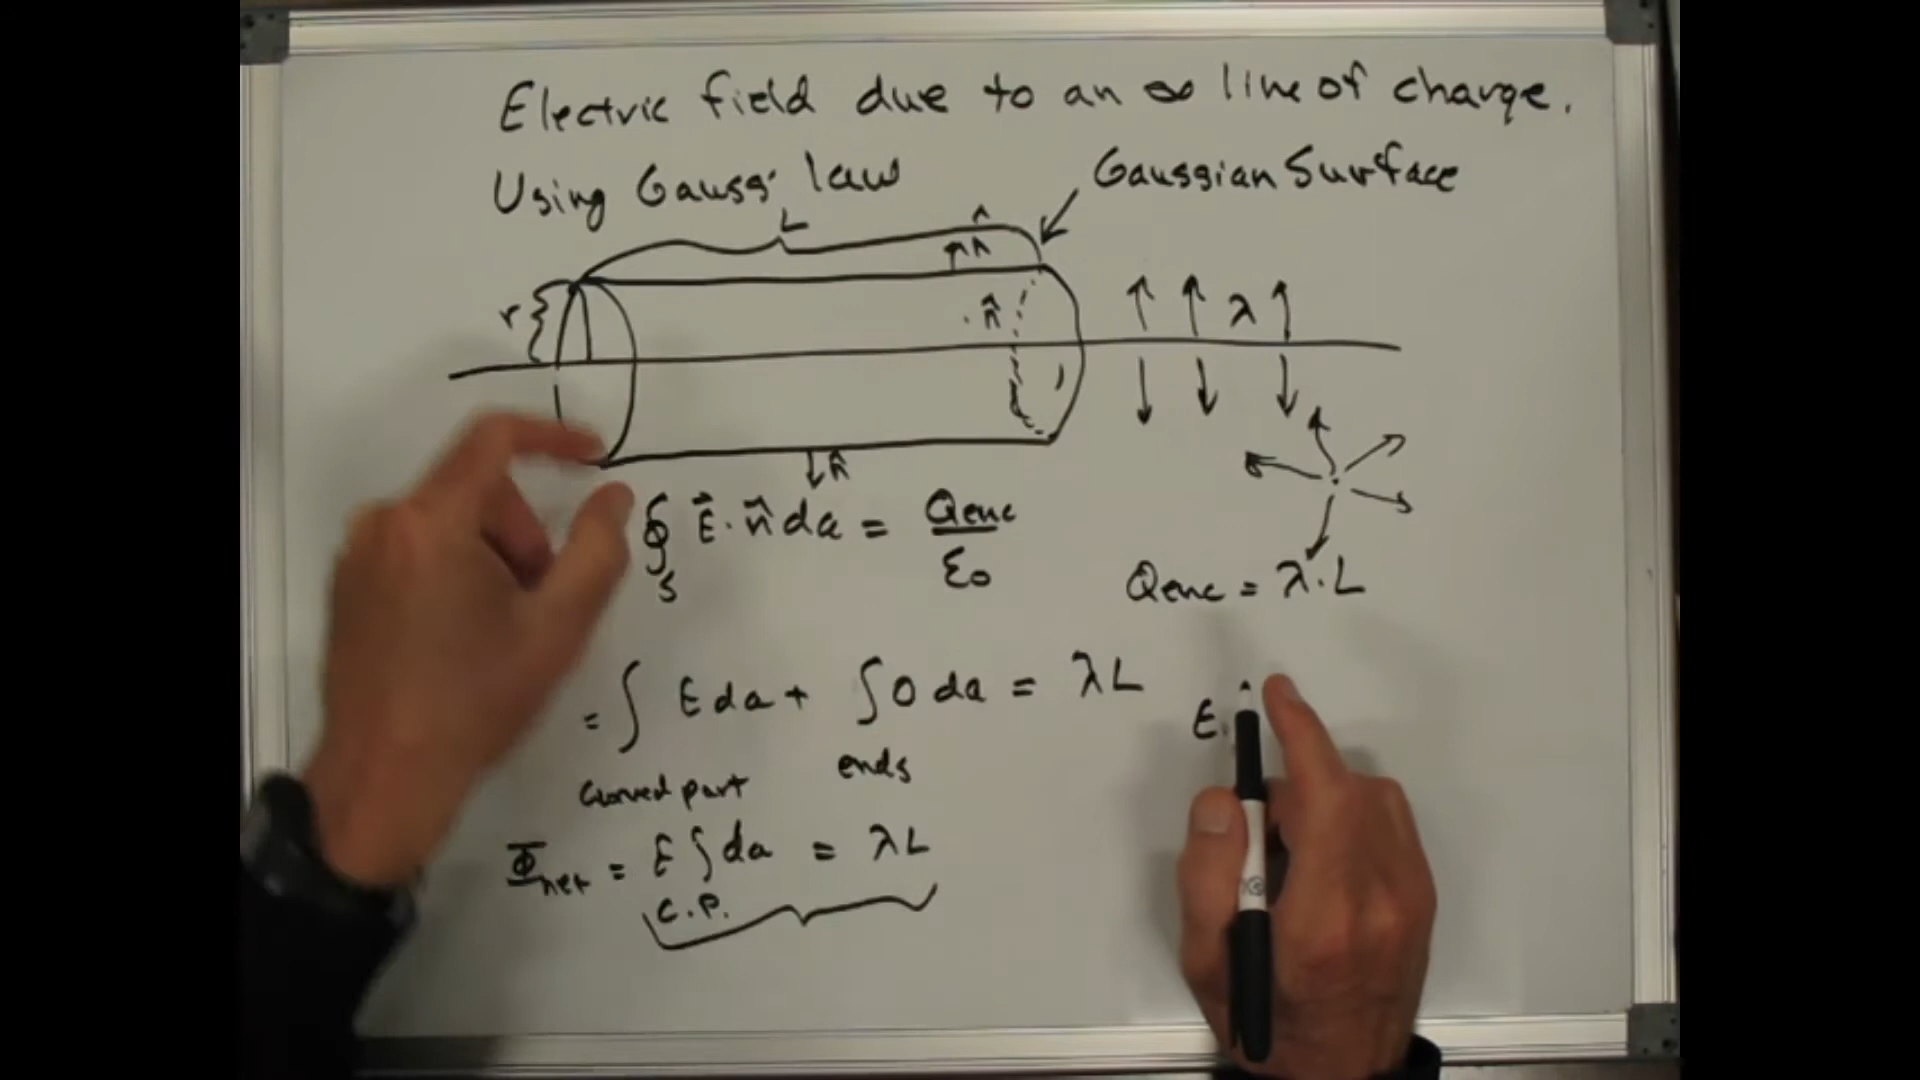 Electric field due to an ∞ line of charge.
Using Gauss' law
Gaussian Surface
L
n̂
r
n̂
λ
n̂
∮ E⃗ · n̂ da = Qenc / ε₀
S
Qenc = λ · L
= ∫ E da + ∫ 0 da = λL
curved part ends
E ·
Φnet = E ∫ da = λL
C.P.